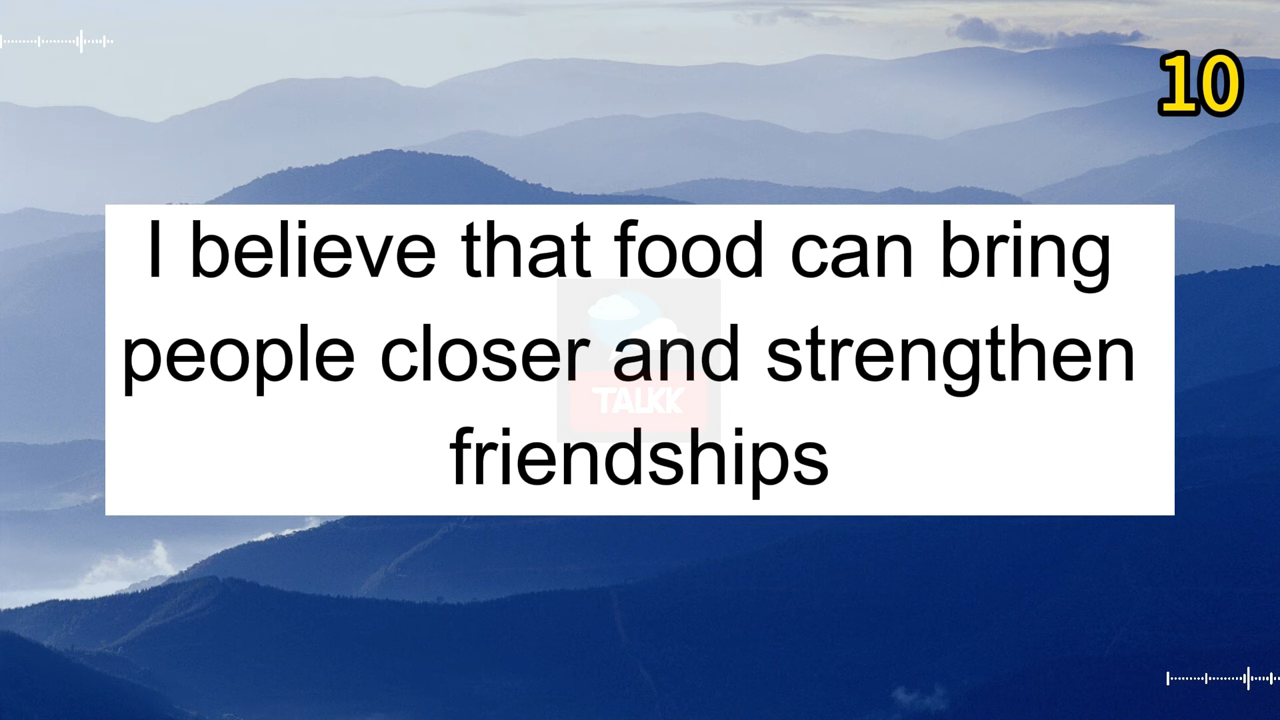 10
I believe that food can bring
people closer and strengthen
friendships
TALKK